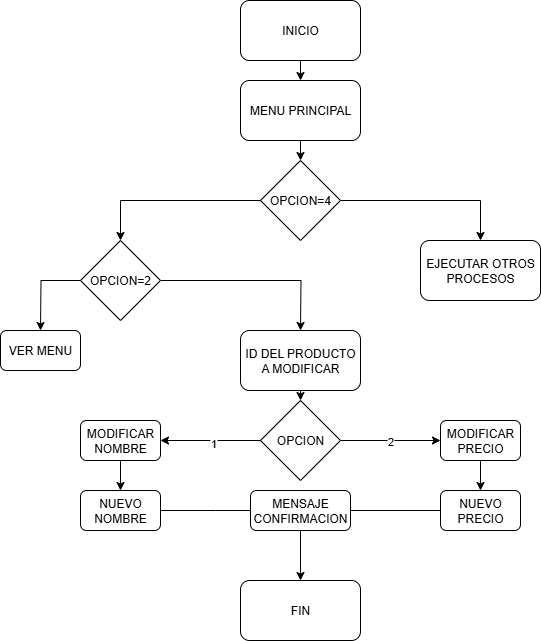 INICIO
MENU PRINCIPAL
OPCION=4
OPCION=2
EJECUTAR OTROS
PROCESOS
VER MENU
ID DEL PRODUCTO
A MODIFICAR
MODIFICAR
NOMBRE
1
OPCION
2
MODIFICAR
PRECIO
NUEVO
NOMBRE
MENSAJE
CONFIRMACION
NUEVO
PRECIO
FIN